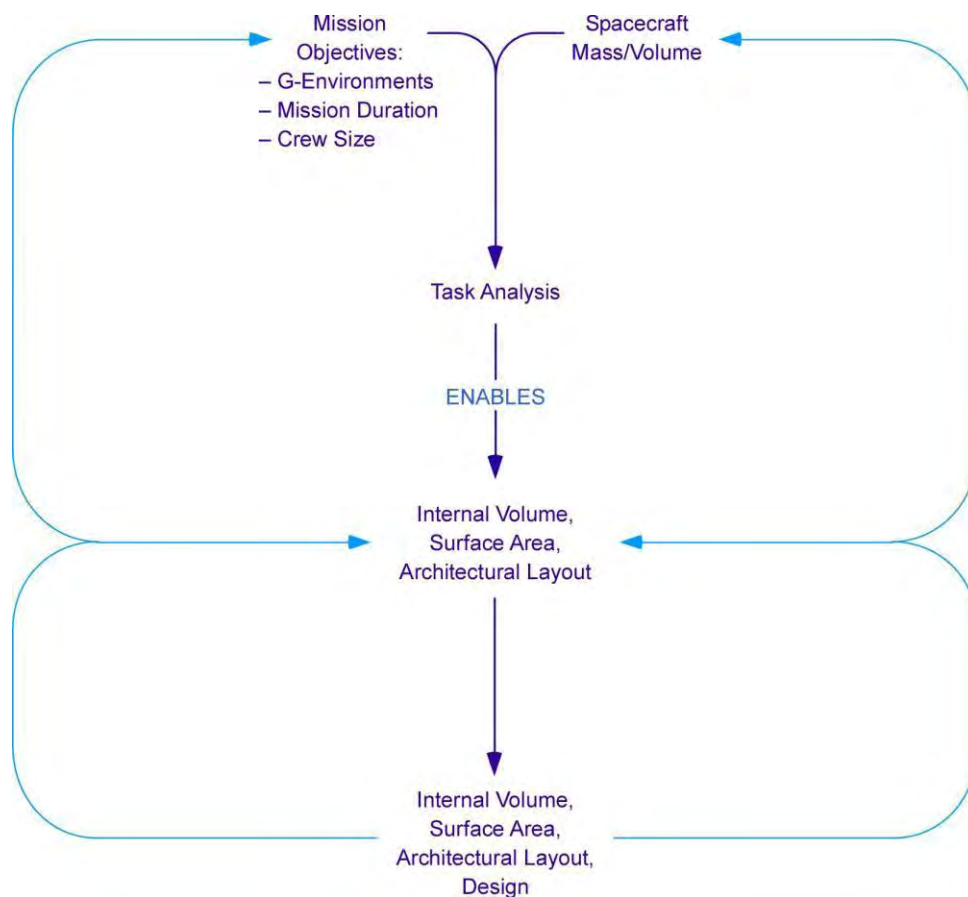 Mission
Objectives:
– G-Environments
– Mission Duration
– Crew Size
Spacecraft
Mass/Volume
Task Analysis
ENABLES
Internal Volume,
Surface Area,
Architectural Layout
Internal Volume,
Surface Area,
Architectural Layout,
Design